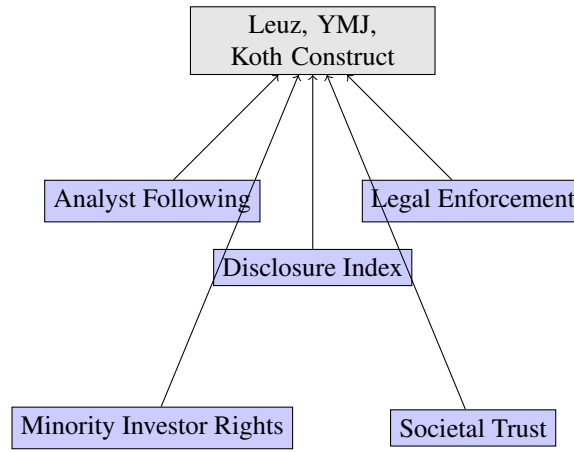 Leuz, YMJ,
Koth Construct
Analyst Following
Legal Enforcement
Disclosure Index
Minority Investor Rights
Societal Trust